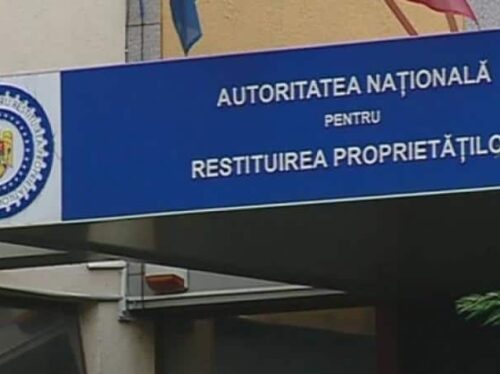 AUTORITATEA NAȚIONALĂ
PENTRU
RESTITUIREA PROPRIETĂȚILO